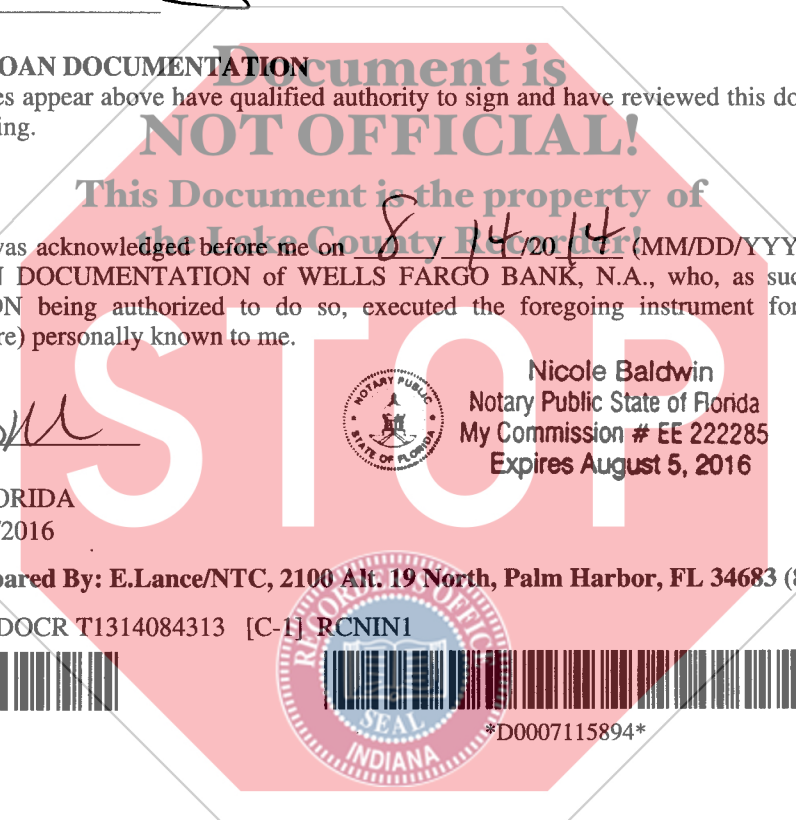 OAN DOCUMENTATION
Document is
es appear above have qualified authority to sign and have reviewed this do
ing.
NOT OFFICIAL!
This Document is the property of
the Lake County Recorder!
was acknowledged before me on 8 / 14 /20 14 (MM/DD/YYY
N DOCUMENTATION of WELLS FARGO BANK, N.A., who, as suc
ON being authorized to do so, executed the foregoing instrument for
re) personally known to me.
STOP
NOTARY PUBLIC
STATE OF FLORIDA
Nicole Baldwin
Notary Public State of Florida
My Commission # EE 222285
Expires August 5, 2016
ORIDA
/2016
pared By: E.Lance/NTC, 2100 Alt. 19 North, Palm Harbor, FL 34683 (8
DOCR T1314084313 [C-1] RCNIN1
RECORDER'S OFFICE
SEAL
INDIANA
*D0007115894*